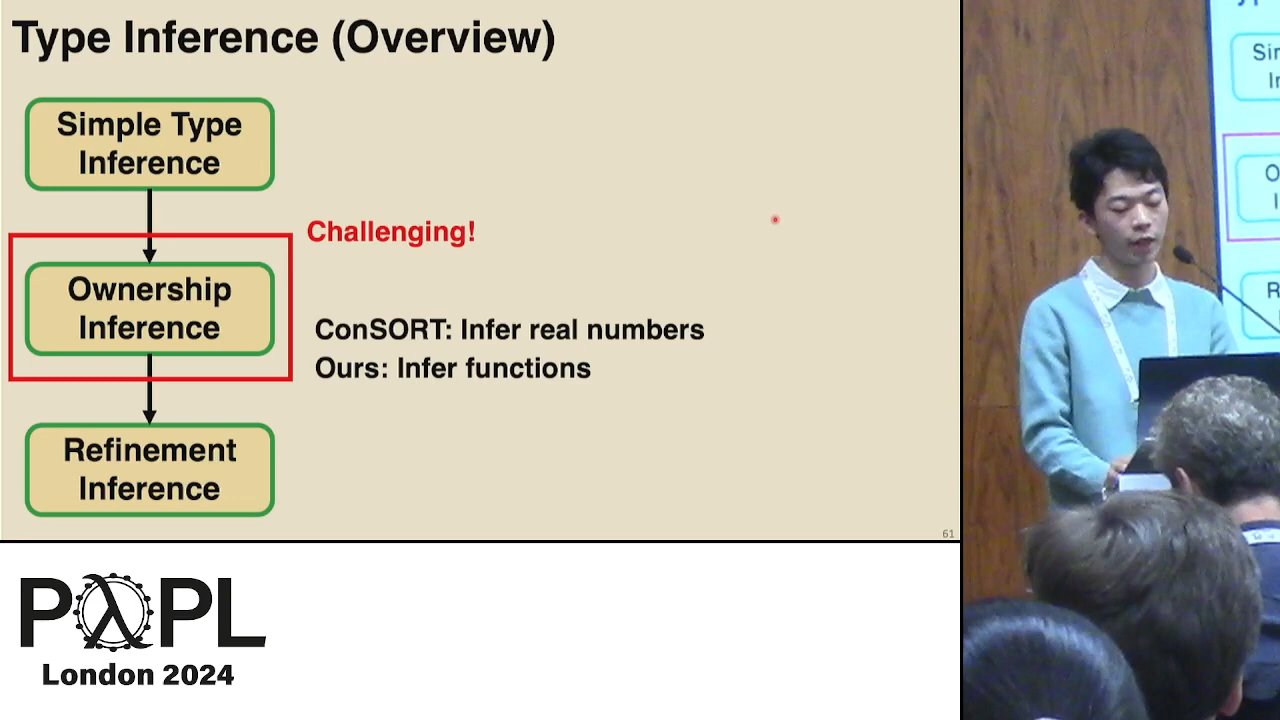 Type Inference (Overview)
Simple Type
Inference
Challenging!
Ownership
Inference
ConSORT: Infer real numbers
Ours: Infer functions
Refinement
Inference
61
PλPL
London 2024